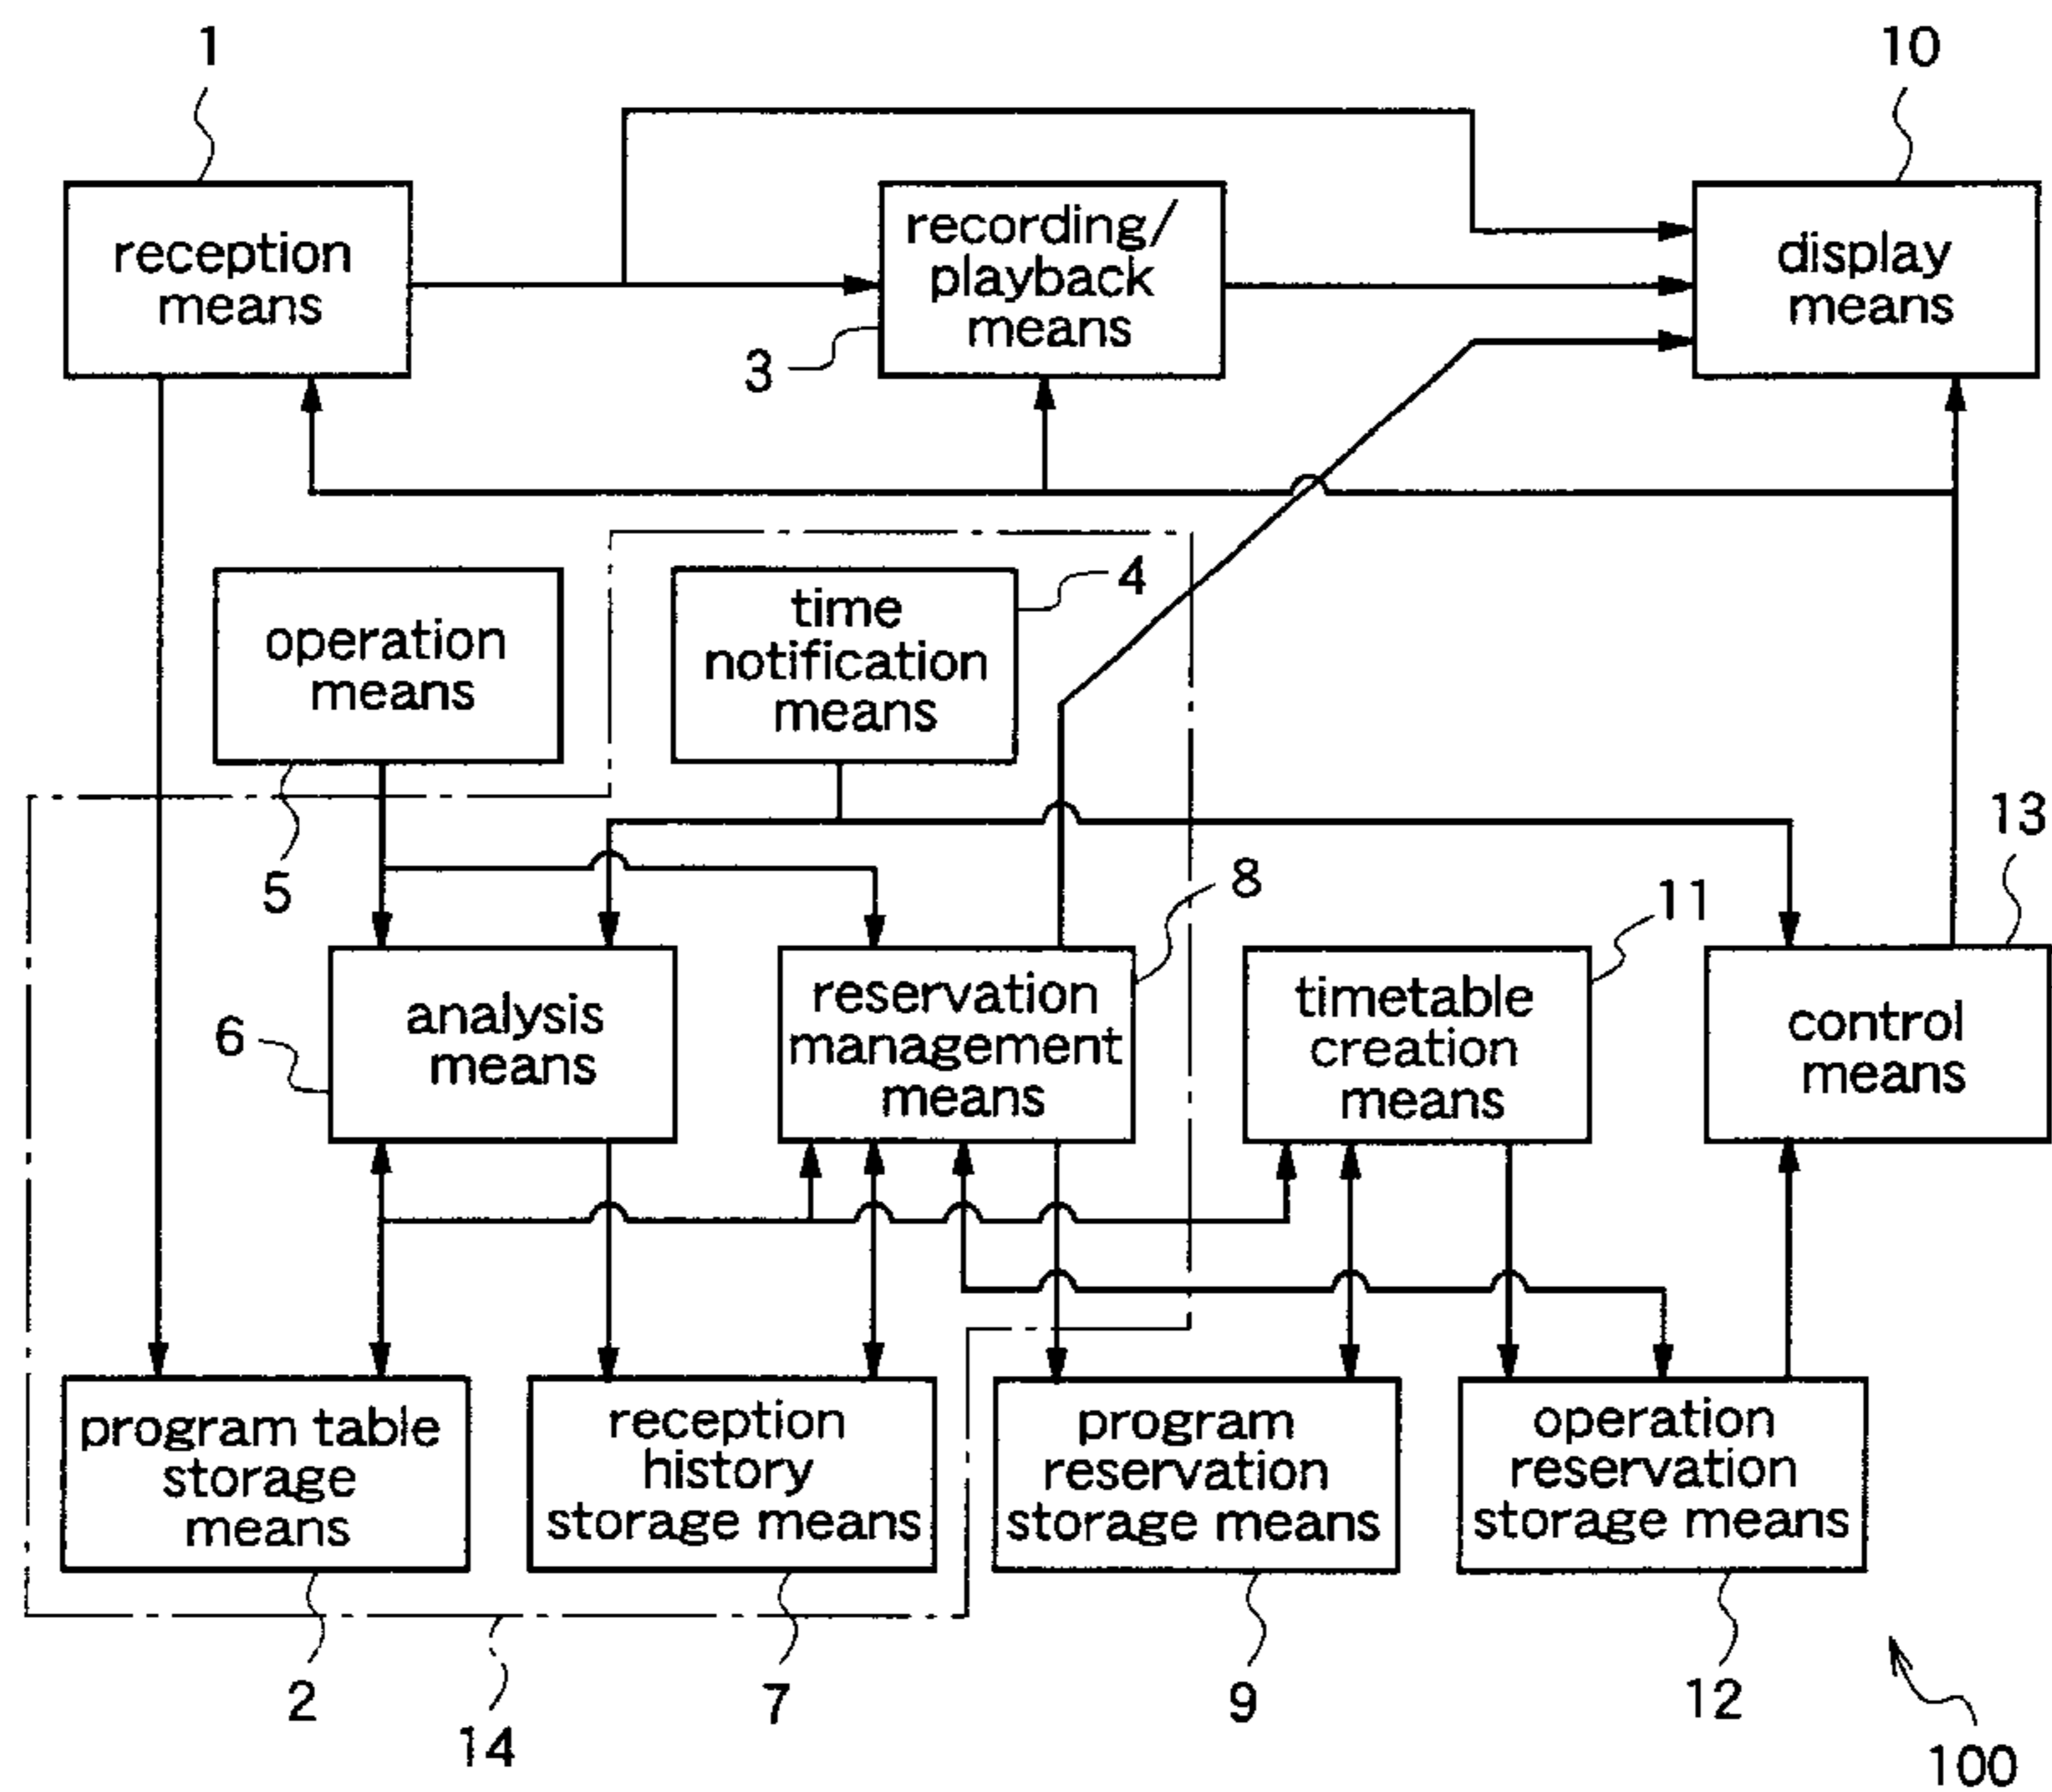 1
10
reception
means
recording/
playback
means
display
means
3
operation
means
time
notification
means
4
5
13
8
11
6
analysis
means
reservation
management
means
timetable
creation
means
control
means
program table
storage
means
reception
history
storage means
program
reservation
storage means
operation
reservation
storage means
2
14
7
9
12
100